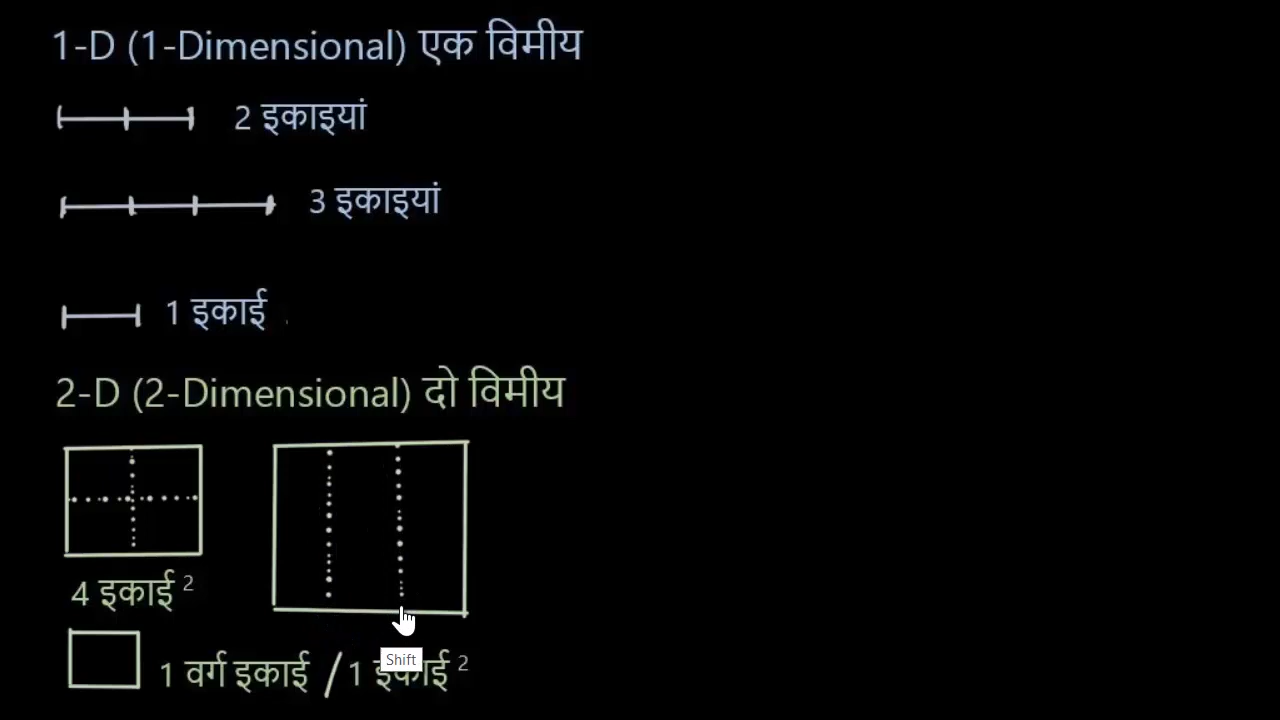 1-D (1-Dimensional) एक विमीय
2 इकाइयां
3 इकाइयां
1 इकाई
2-D (2-Dimensional) दो विमीय
4 इकाई ²
1 वर्ग इकाई / 1 इकाई ²
Shift